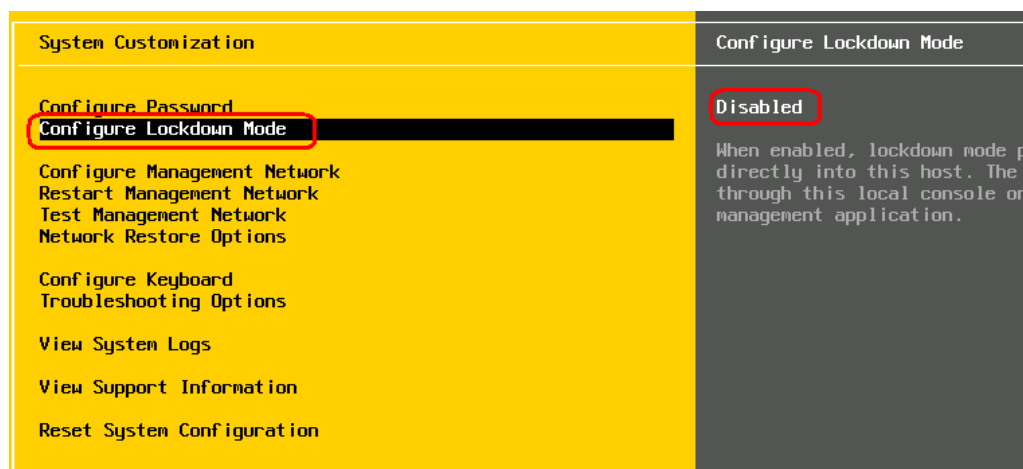 System Customization
Configure Password
Configure Lockdown Mode
Configure Management Network
Restart Management Network
Test Management Network
Network Restore Options
Configure Keyboard
Troubleshooting Options
View System Logs
View Support Information
Reset System Configuration
Configure Lockdown Mode
Disabled
When enabled, lockdown mode
directly into this host. The
through this local console or
management application.